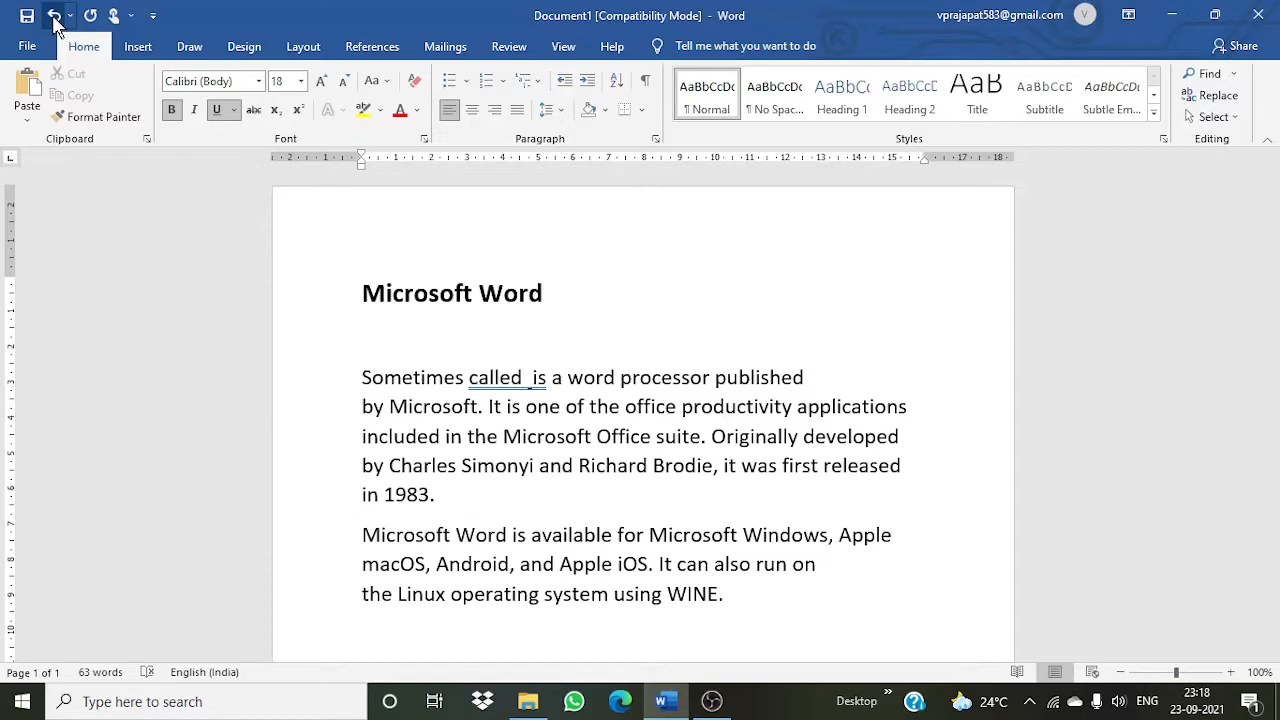 Document1 [Compatibility Mode] - Word
vprajapat583@gmail.com
V
File Home Insert Draw Design Layout References Mailings Review View Help Tell me what you want to do Share
Paste
Cut
Copy
Format Painter
Clipboard
Calibri (Body) 18
Font
Paragraph
AaBbCcDc AaBbCcDc AaBbC( AaBbCcC AaB AaBbCcC AaBbCcDc
¶ Normal ¶ No Spac... Heading 1 Heading 2 Title Subtitle Subtle Em...
Styles
Find
Replace
Select
Editing
Microsoft Word
Sometimes called is a word processor published
by Microsoft. It is one of the office productivity applications
included in the Microsoft Office suite. Originally developed
by Charles Simonyi and Richard Brodie, it was first released
in 1983.
Microsoft Word is available for Microsoft Windows, Apple
macOS, Android, and Apple iOS. It can also run on
the Linux operating system using WINE.
Page 1 of 1 63 words English (India) 100%
Type here to search
Desktop
24°C
ENG
23:18
23-09-2021